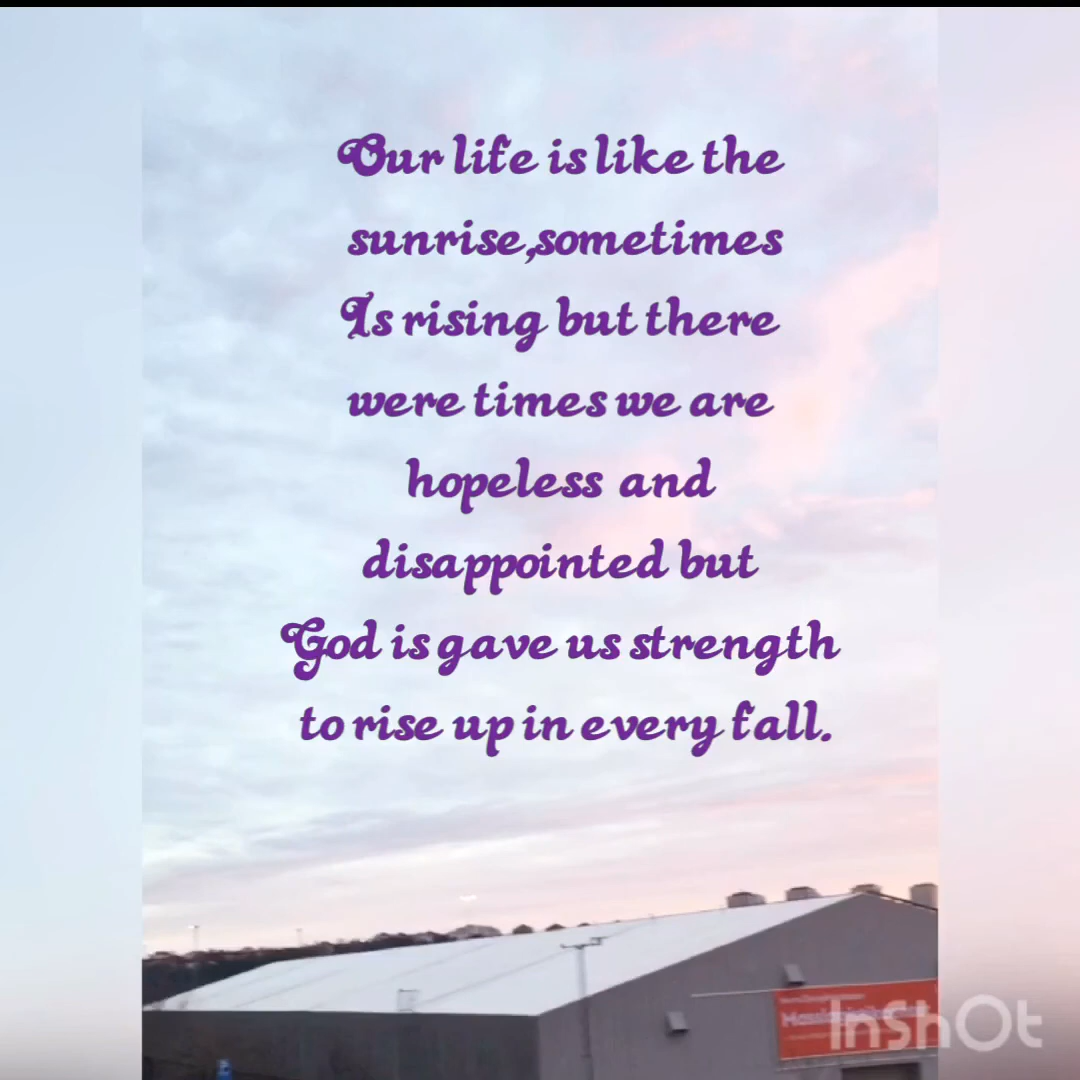 Our life is like the
sunrise,sometimes
Is rising but there
were times we are
hopeless and
disappointed but
God is gave us strength
to rise up in every fall.
InShOt